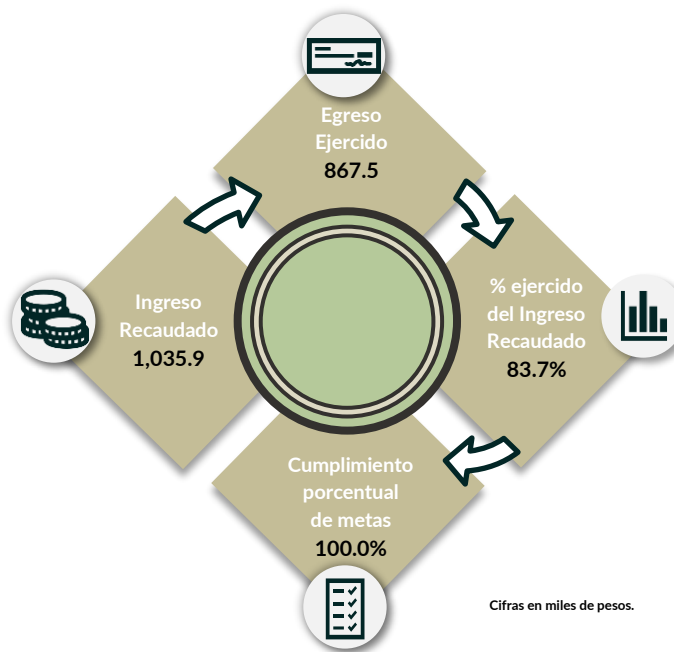 Egreso
Ejercido
867.5
Ingreso
Recaudado
1,035.9
% ejercido
del Ingreso
Recaudado
83.7%
Cumplimiento
porcentual
de metas
100.0%
Cifras en miles de pesos.